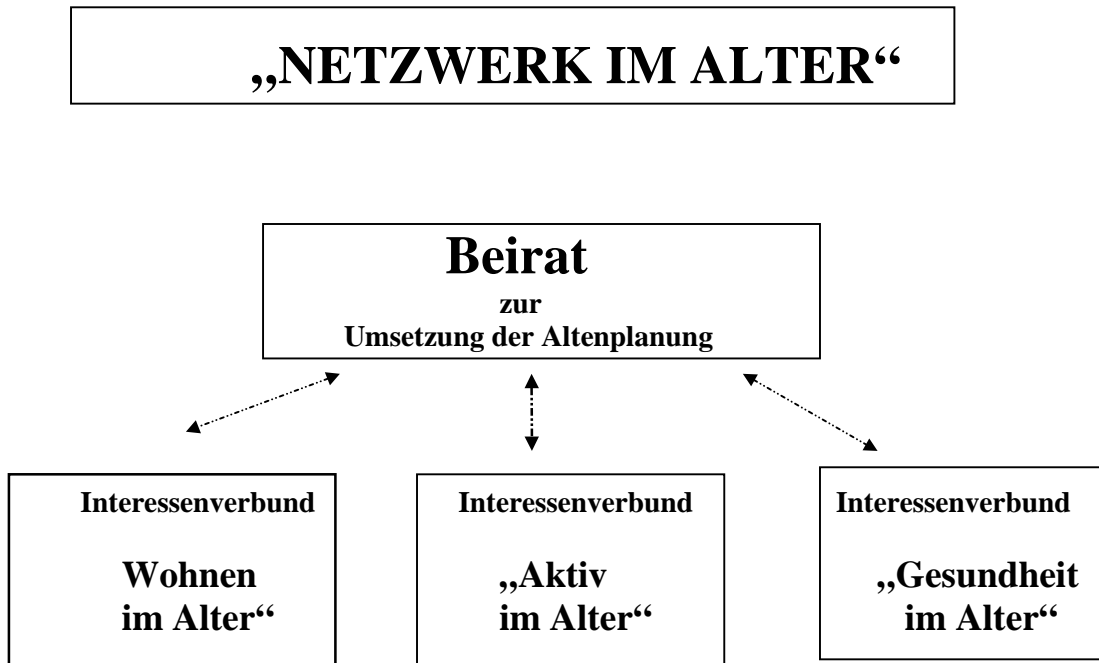 „NETZWERK IM ALTER“
Beirat
zur
Umsetzung der Altenplanung
Interessenverbund
Wohnen
im Alter“
Interessenverbund
„Aktiv
im Alter“
Interessenverbund
„Gesundheit
im Alter“